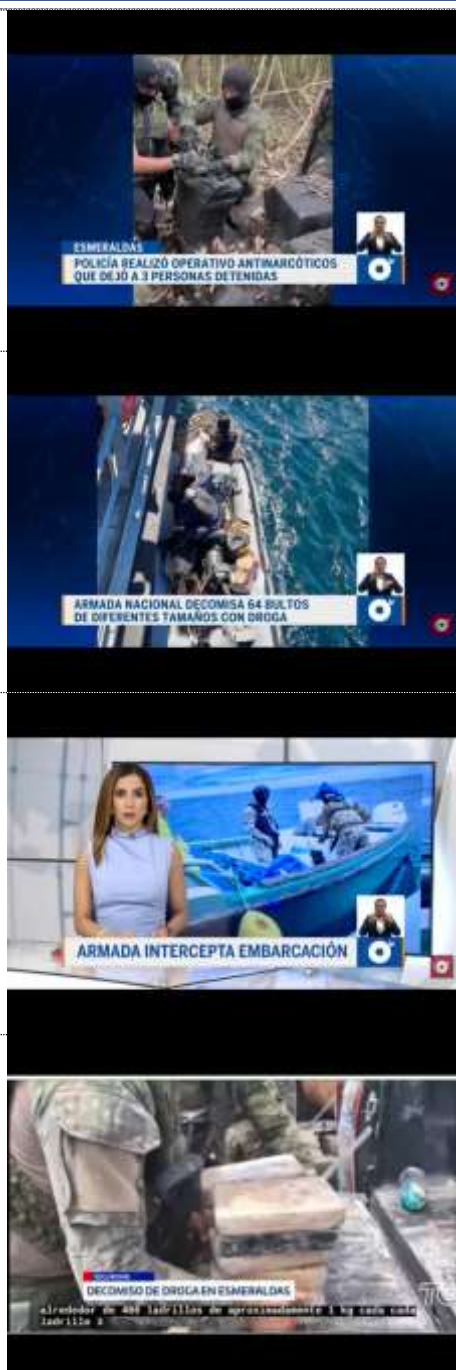 ESMERALDAS
POLICÍA REALIZÓ OPERATIVO ANTINARCÓTICOS
QUE DEJÓ A 3 PERSONAS DETENIDAS
ARMADA NACIONAL DECOMISA 64 BULTOS
DE DIFERENTES TAMAÑOS CON DROGA
ARMADA INTERCEPTA EMBARCACIÓN
DECOMISO DE DROGA EN ESMERALDAS
alrededor de 400 ladrillos de aproximadamente 1 kg cada cada
ladrillo